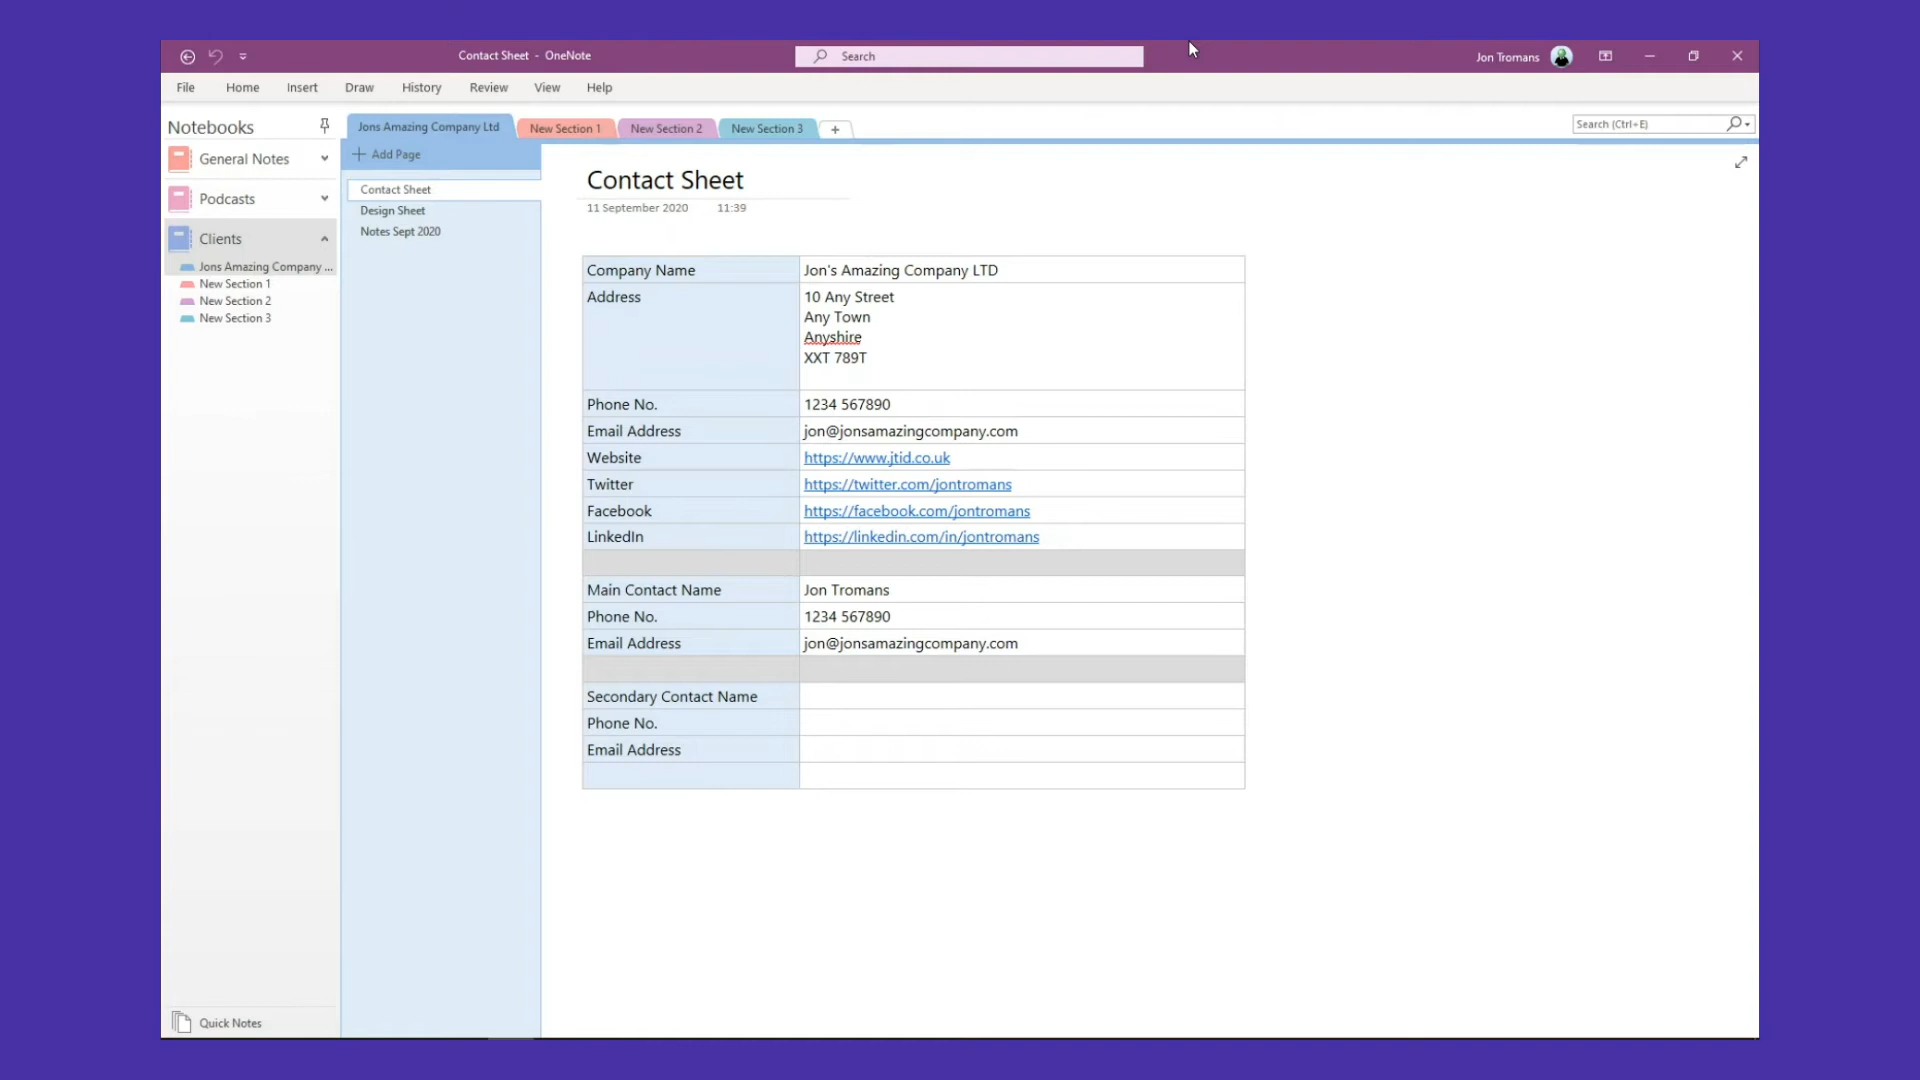 Contact Sheet - OneNote
Search
Jon Tromans
File Home Insert Draw History Review View Help
Notebooks
Jons Amazing Company Ltd
New Section 1
New Section 2
New Section 3
+
Search (Ctrl+E)
General Notes
Podcasts
Clients
Jons Amazing Company ...
New Section 1
New Section 2
New Section 3
Quick Notes
Add Page
Contact Sheet
Design Sheet
Notes Sept 2020
Contact Sheet
11 September 2020 11:39
Company Name Jon's Amazing Company LTD
Address 10 Any Street
Any Town
Anyshire
XXT 789T
Phone No. 1234 567890
Email Address jon@jonsamazingcompany.com
Website https://www.jtid.co.uk
Twitter https://twitter.com/jontromans
Facebook https://facebook.com/jontromans
LinkedIn https://linkedin.com/in/jontromans
Main Contact Name Jon Tromans
Phone No. 1234 567890
Email Address jon@jonsamazingcompany.com
Secondary Contact Name
Phone No.
Email Address